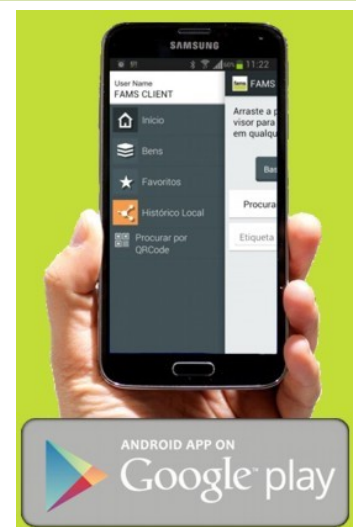 SAMSUNG
11:22
User Name
FAMS CLIENT
FAMS
Início
Bens
Favoritos
Histórico Local
Procurar por
QRCode
Arraste a p
visor para
em qualqu
Bas
Procura
Etiqueta
ANDROID APP ON
Google play